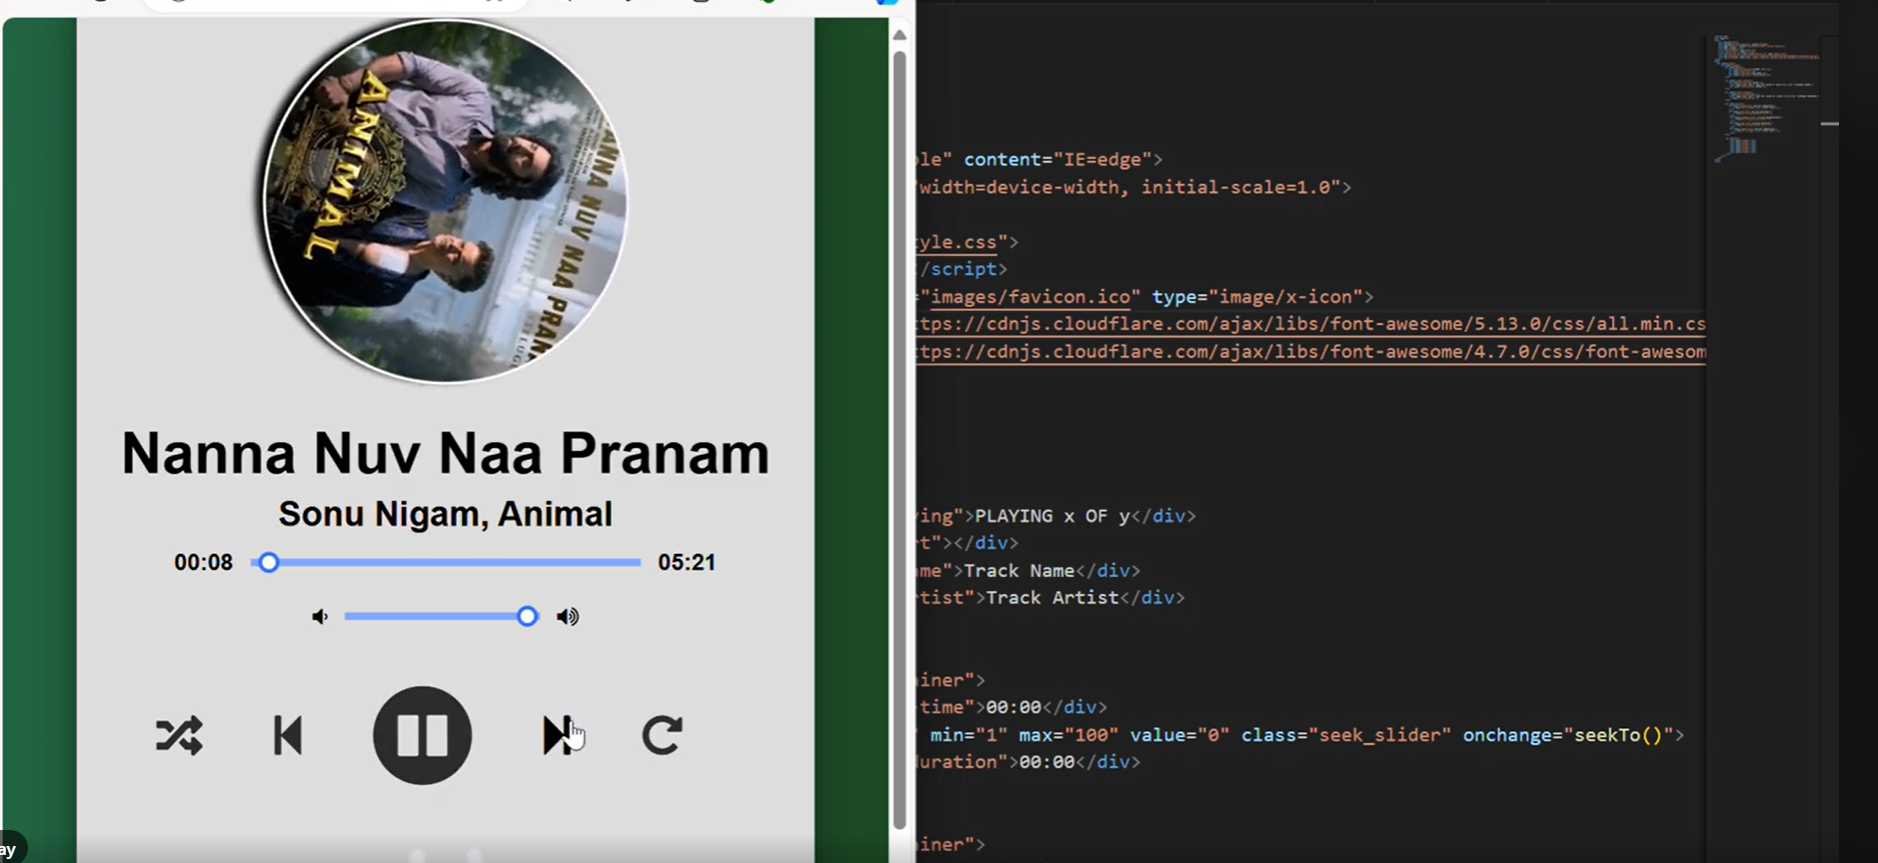 ANIMAL
NANNA NUV NAA PRANAM
Nanna Nuv Naa Pranam
Sonu Nigam, Animal
00:08
05:21
ay
le" content="IE=edge">
width=device-width, initial-scale=1.0">
yle.css">
/script>
="images/favicon.ico" type="image/x-icon">
tps://cdnjs.cloudflare.com/ajax/libs/font-awesome/5.13.0/css/all.min.cs
tps://cdnjs.cloudflare.com/ajax/libs/font-awesome/4.7.0/css/font-awesom
ing">PLAYING x OF y</div>
t"></div>
me">Track Name</div>
tist">Track Artist</div>
iner">
time">00:00</div>
min="1" max="100" value="0" class="seek_slider" onchange="seekTo()">
duration">00:00</div>
iner">